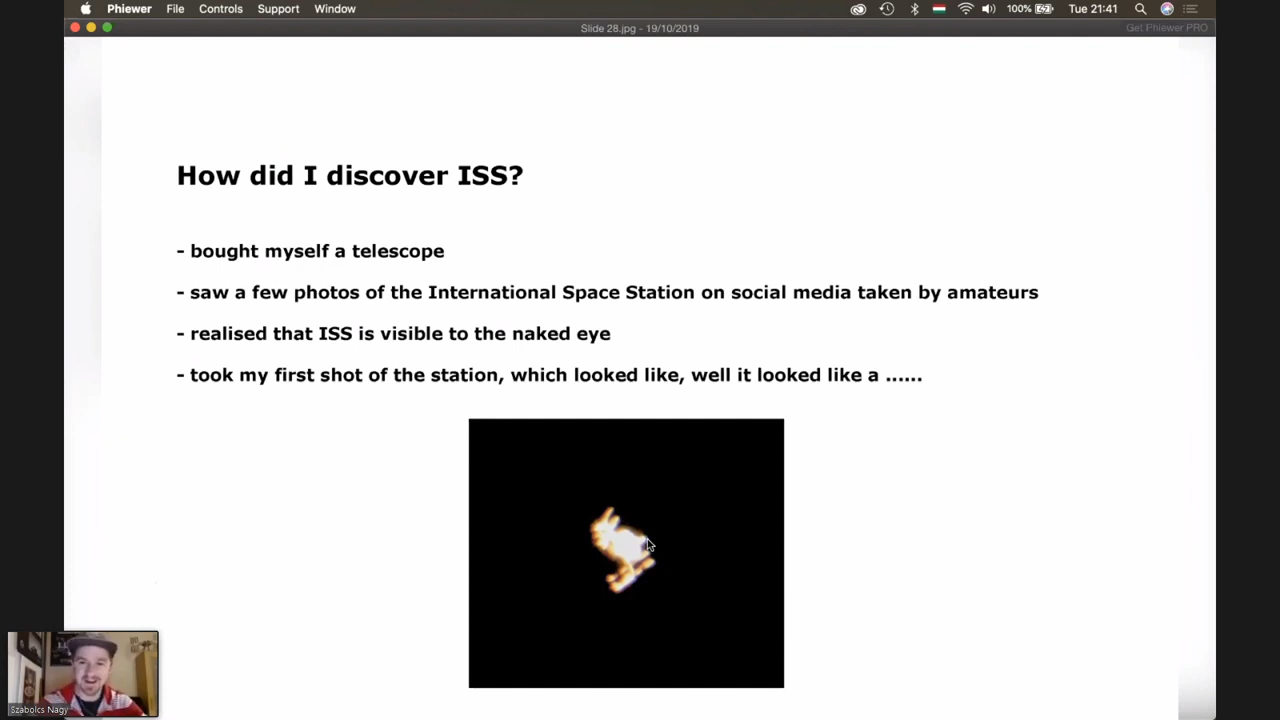 Phiewer File Controls Support Window 100% Tue 21:41
Slide 28.jpg - 19/10/2019 Get Phiewer PRO
How did I discover ISS?
- bought myself a telescope
- saw a few photos of the International Space Station on social media taken by amateurs
- realised that ISS is visible to the naked eye
- took my first shot of the station, which looked like, well it looked like a ......
Szabolcs Nagy